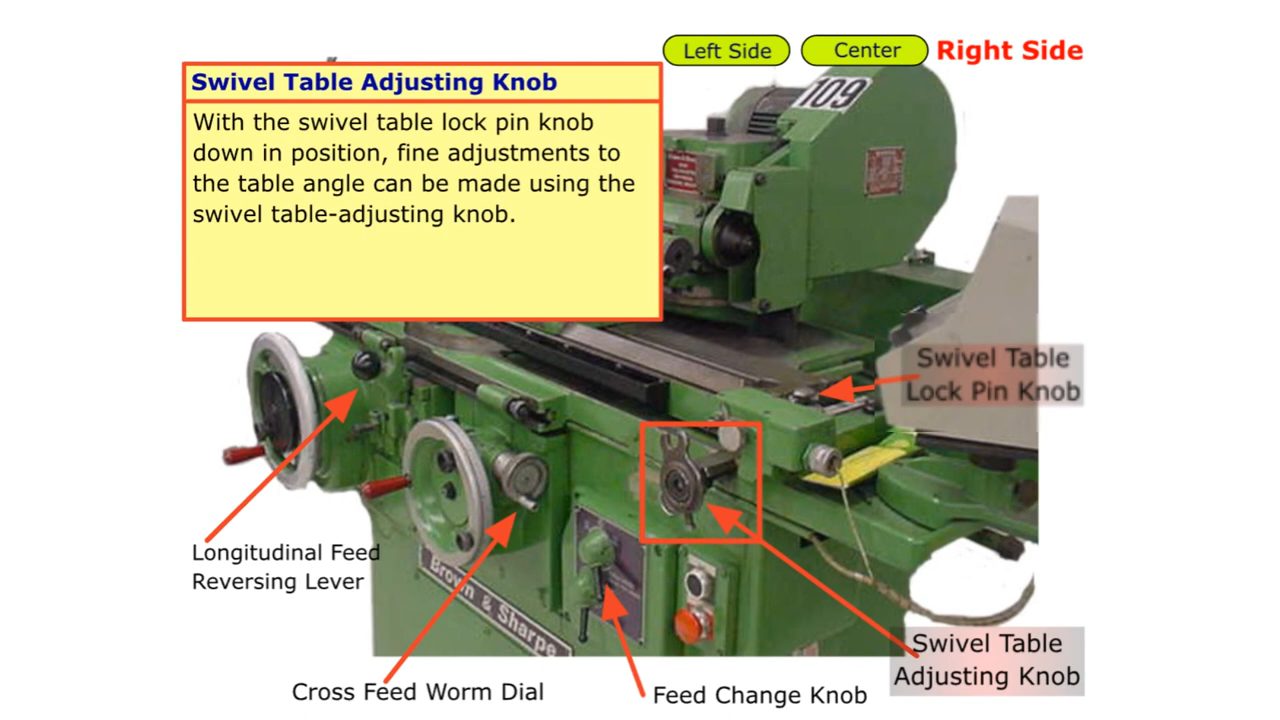 Left Side
Center
Right Side
Swivel Table Adjusting Knob
With the swivel table lock pin knob
down in position, fine adjustments to
the table angle can be made using the
swivel table-adjusting knob.
109
Swivel Table
Lock Pin Knob
Longitudinal Feed
Reversing Lever
Brown & Sharpe
Swivel Table
Adjusting Knob
Cross Feed Worm Dial
Feed Change Knob